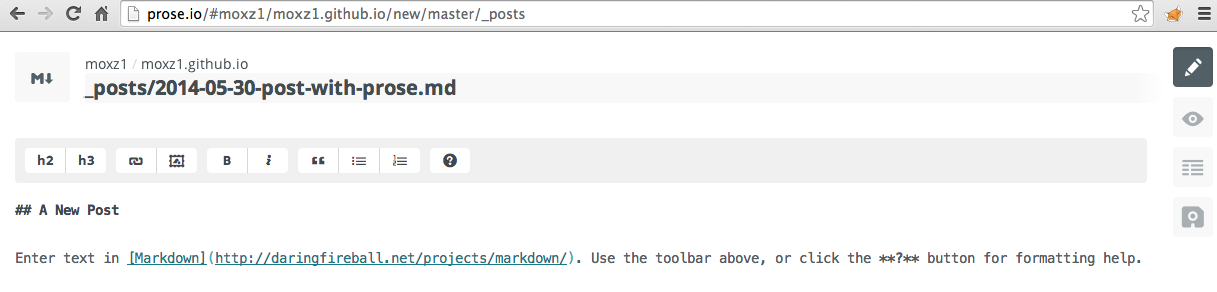 prose.io/#moxz1/moxz1.github.io/new/master/_posts
M↓
moxz1 / moxz1.github.io
_posts/2014-05-30-post-with-prose.md
h2 h3 B i “ ?
## A New Post
Enter text in [Markdown](http://daringfireball.net/projects/markdown/). Use the toolbar above, or click the **?** button for formatting help.